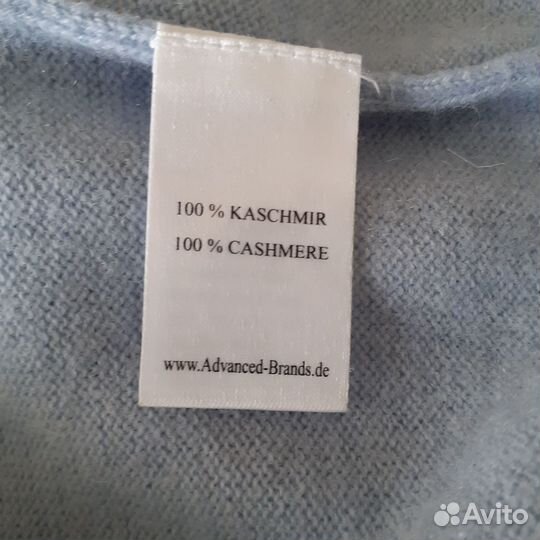 100 % KASCHMIR
100 % CASHMERE
www.Advanced-Brands.de
Avito